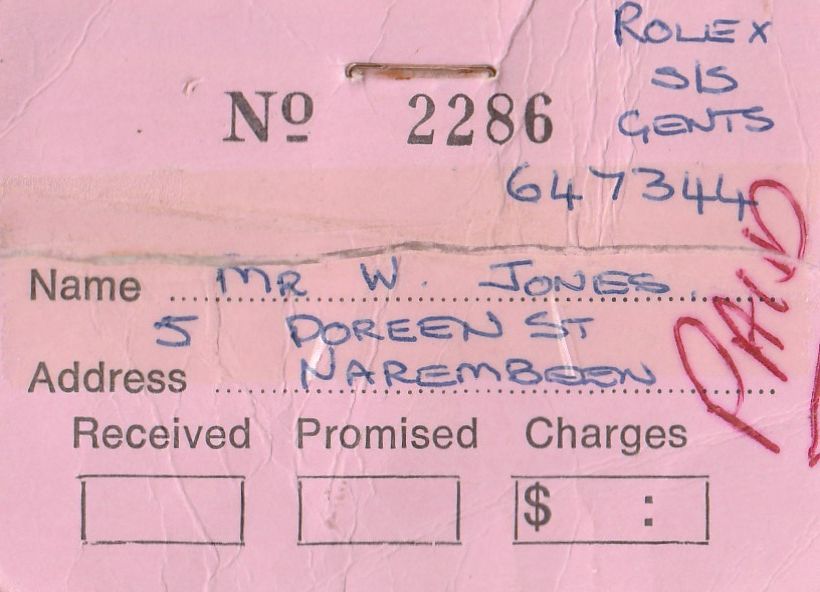 ROLEX
S/S
GENTS
Nº 2286
647344
PAID
Name MR W. JONES
5 DOREEN ST
Address NAREMBEEN
Received Promised Charges
$ :